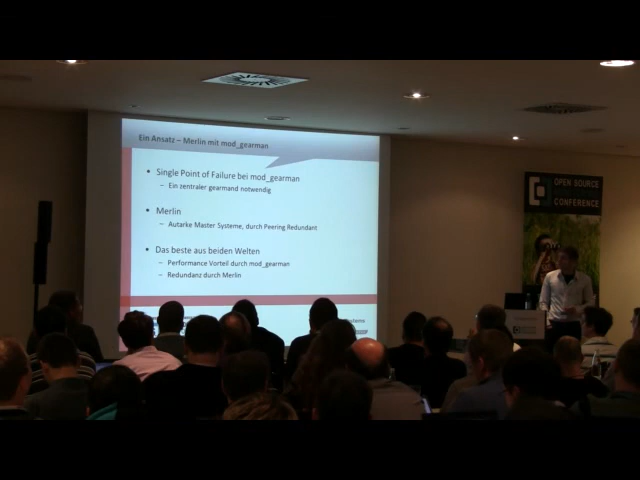 Ein Ansatz – Merlin mit mod_gearman
• Single Point of Failure bei mod_gearman
– Ein zentraler gearmand notwendig
• Merlin
– Autarke Master Systeme, durch Peering Redundant
• Das beste aus beiden Welten
– Performance Vorteil durch mod_gearman
– Redundanz durch Merlin
OPEN SOURCE
CONFERENCE